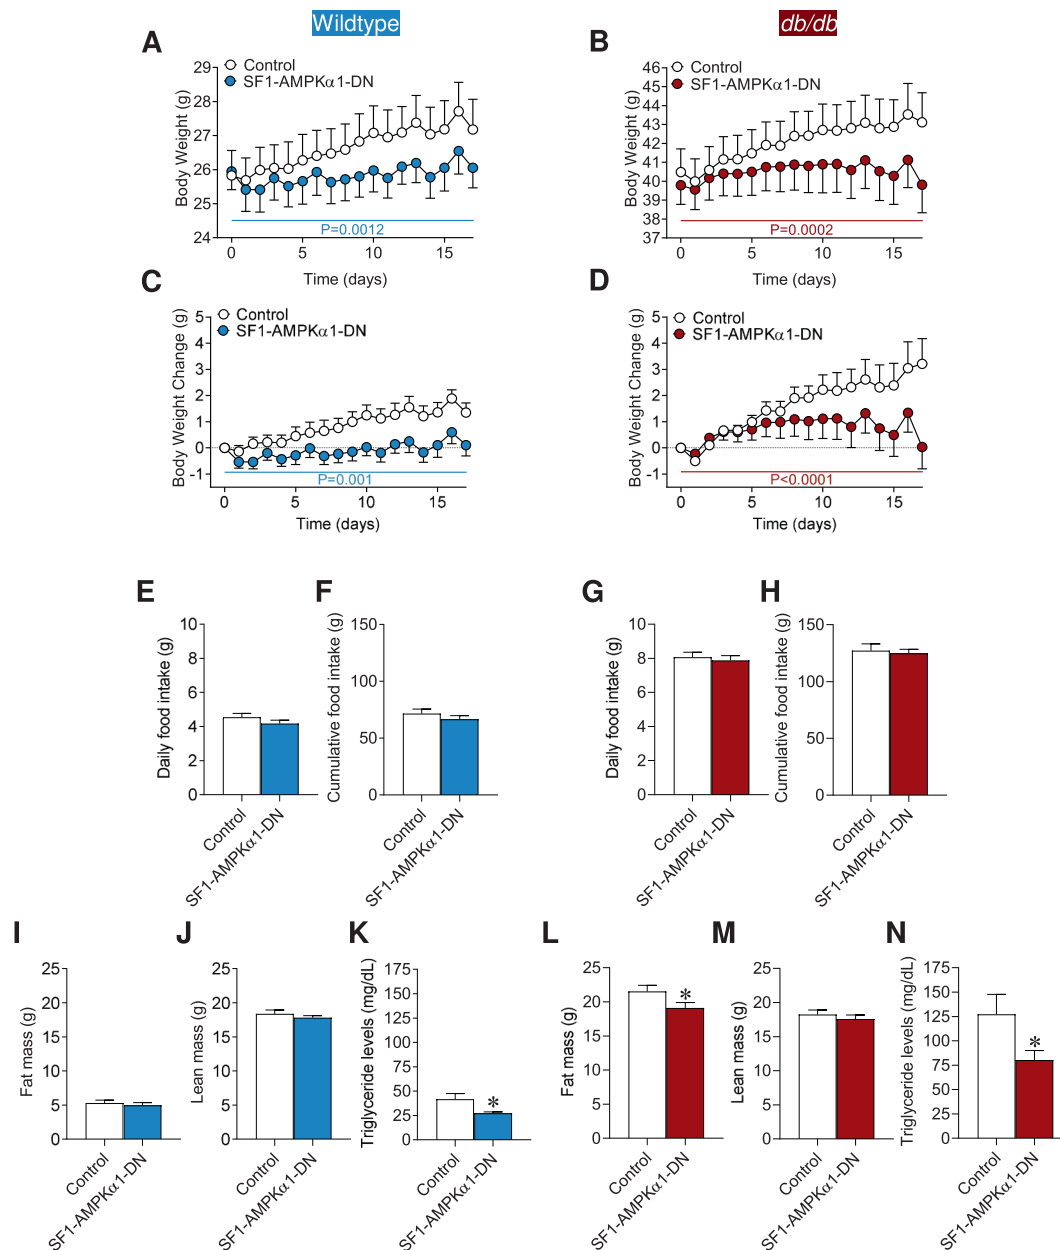 Wildtype
db/db
A
Body Weight (g)
29
28
27
26
25
24
Control
SF1-AMPKα1-DN
P=0.0012
0
5
10
15
Time (days)
B
Body Weight (g)
46
45
44
43
42
41
40
39
38
37
Control
SF1-AMPKα1-DN
P=0.0002
0
5
10
15
Time (days)
C
Body Weight Change (g)
5
4
3
2
1
0
-1
Control
SF1-AMPKα1-DN
P=0.001
0
5
10
15
Time (days)
D
Body Weight Change (g)
5
4
3
2
1
0
-1
Control
SF1-AMPKα1-DN
P<0.0001
0
5
10
15
Time (days)
E
Daily food intake (g)
10
8
6
4
2
0
Control
SF1-AMPKα1-DN
F
Cumulative food intake (g)
150
100
50
0
Control
SF1-AMPKα1-DN
G
Daily food intake (g)
10
8
6
4
2
0
Control
SF1-AMPKα1-DN
H
Cumulative food intake (g)
150
100
50
0
Control
SF1-AMPKα1-DN
I
Fat mass (g)
25
20
15
10
5
0
Control
SF1-AMPKα1-DN
J
Lean mass (g)
25
20
15
10
5
0
Control
SF1-AMPKα1-DN
K
Triglyceride levels (mg/dL)
175
150
125
100
75
50
25
0
*
Control
SF1-AMPKα1-DN
L
Fat mass (g)
25
20
15
10
5
0
*
Control
SF1-AMPKα1-DN
M
Lean mass (g)
25
20
15
10
5
0
Control
SF1-AMPKα1-DN
N
Triglyceride levels (mg/dL)
175
150
125
100
75
50
25
0
*
Control
SF1-AMPKα1-DN